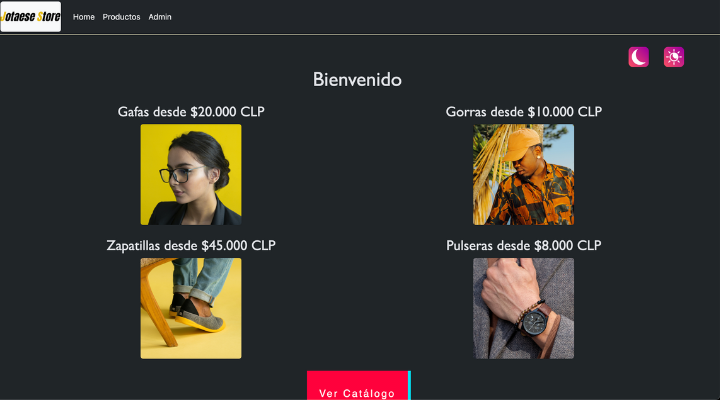 Jotaese Store
Home Productos Admin
Bienvenido
Gafas desde $20.000 CLP
Gorras desde $10.000 CLP
Zapatillas desde $45.000 CLP
Pulseras desde $8.000 CLP
Ver Catálogo